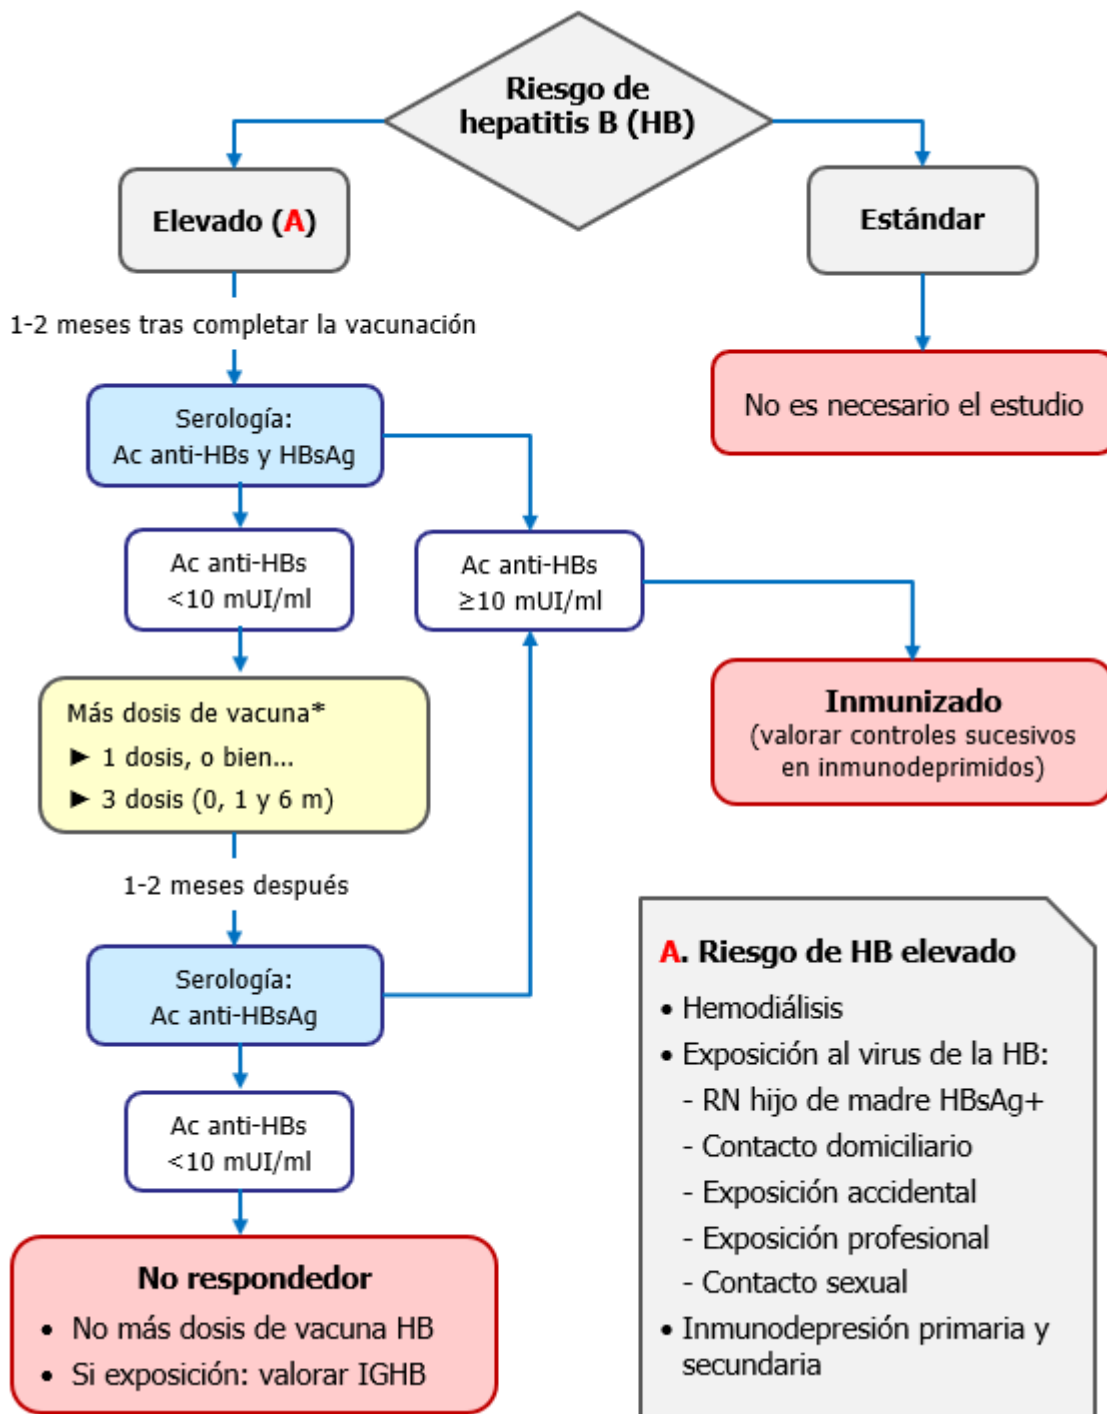 Riesgo de
hepatitis B (HB)
Elevado (A)
Estándar
1-2 meses tras completar la vacunación
No es necesario el estudio
Serología:
Ac anti-HBs y HBsAg
Ac anti-HBs
<10 mUI/ml
Ac anti-HBs
≥10 mUI/ml
Más dosis de vacuna*
► 1 dosis, o bien...
► 3 dosis (0, 1 y 6 m)
Inmunizado
(valorar controles sucesivos
en inmunodeprimidos)
1-2 meses después
Serología:
Ac anti-HBsAg
Ac anti-HBs
<10 mUI/ml
No respondedor
• No más dosis de vacuna HB
• Si exposición: valorar IGHB
A. Riesgo de HB elevado
• Hemodiálisis
• Exposición al virus de la HB:
- RN hijo de madre HBsAg+
- Contacto domiciliario
- Exposición accidental
- Exposición profesional
- Contacto sexual
• Inmunodepresión primaria y
secundaria